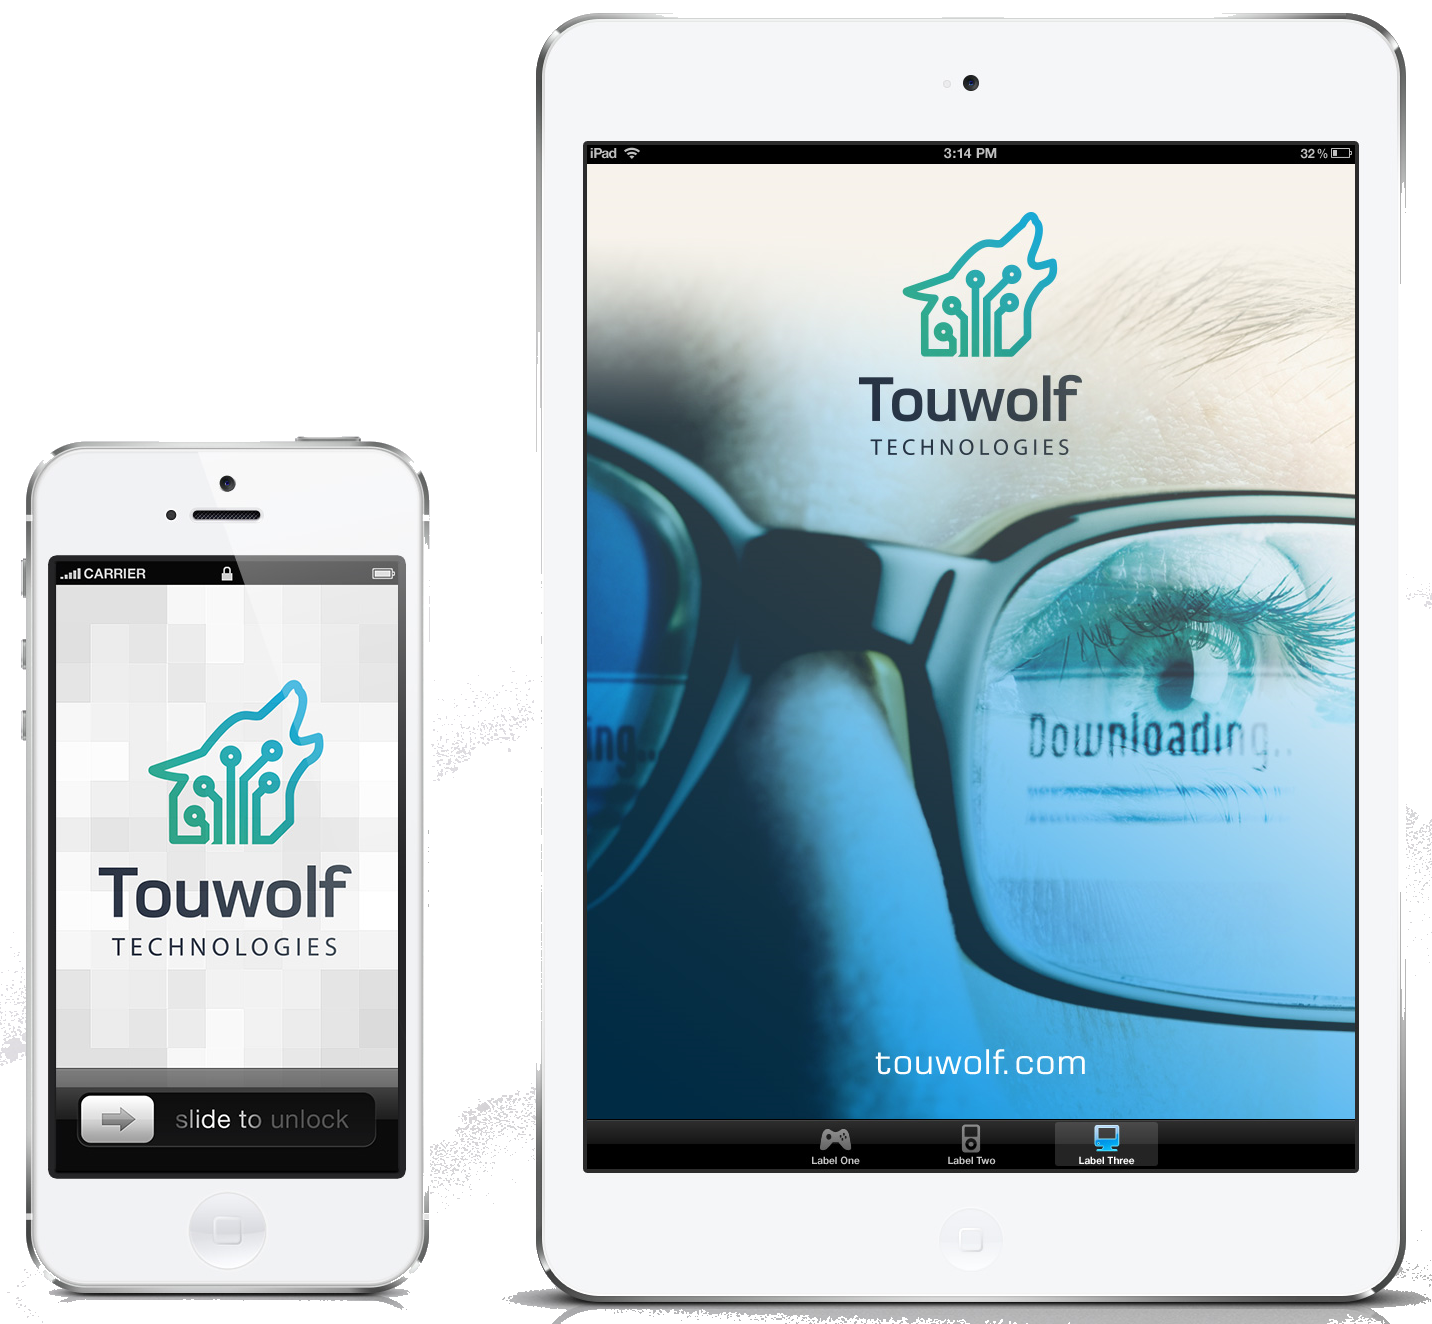 CARRIER
Touwolf
TECHNOLOGIES
slide to unlock
iPad
3:14 PM
32%
Touwolf
TECHNOLOGIES
ing..
Downloading..
touwolf.com
Label One
Label Two
Label Three